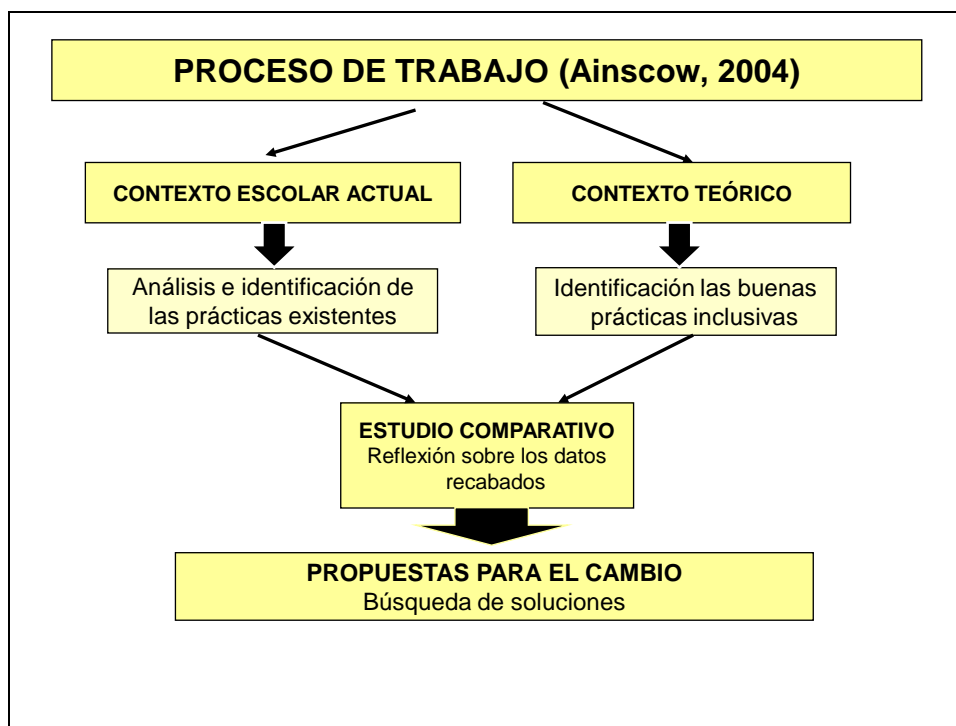 PROCESO DE TRABAJO (Ainscow, 2004)
CONTEXTO ESCOLAR ACTUAL
CONTEXTO TEÓRICO
Análisis e identificación de
las prácticas existentes
Identificación las buenas
prácticas inclusivas
ESTUDIO COMPARATIVO
Reflexión sobre los datos
recabados
PROPUESTAS PARA EL CAMBIO
Búsqueda de soluciones